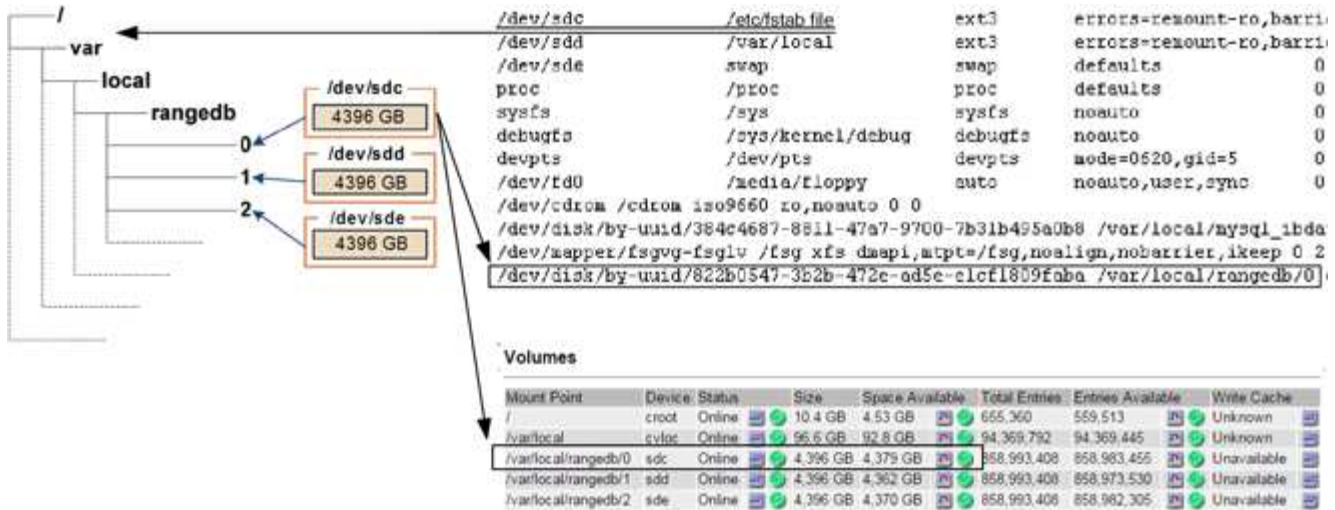 /
var
local
rangedb
0
1
2
/dev/sdc
4396 GB
/dev/sdd
4396 GB
/dev/sde
4396 GB
/dev/sdc /etc/fstab file ext3 errors=remount-ro,barri
/dev/sdd /var/local ext3 errors=remount-ro,barri
/dev/sde swap swap defaults 0
proc /proc proc defaults 0
sysfs /sys sysfs noauto 0
debugfs /sys/kernel/debug debugfs noauto 0
devpts /dev/pts devpts mode=0620,gid=5 0
/dev/fd0 /media/floppy auto noauto,user,sync 0
/dev/cdrom /cdrom iso9660 ro,noauto 0 0
/dev/disk/by-uuid/384c4687-8811-47a7-9700-7b31b495a0b8 /var/local/mysql_ibda
/dev/mapper/fsgvg-fsglv /fsg xfs dmapi,mtpt=/fsg,noalign,nobarrier,ikeep 0 2
/dev/disk/by-uuid/822b0547-3b2b-472e-ad5e-e1cf1809faba /var/local/rangedb/0
Volumes
Mount Point Device Status Size Space Available Total Entries Entries Available Write Cache
/ croot Online 10.4 GB 4.53 GB 655,360 559,513 Unknown
/var/local cvloc Online 96.6 GB 92.8 GB 94,369,792 94,369,445 Unknown
/var/local/rangedb/0 sdc Online 4,396 GB 4,379 GB 858,993,408 858,983,455 Unavailable
/var/local/rangedb/1 sdd Online 4,396 GB 4,362 GB 858,993,408 858,973,530 Unavailable
/var/local/rangedb/2 sde Online 4,396 GB 4,370 GB 858,993,408 858,982,305 Unavailable